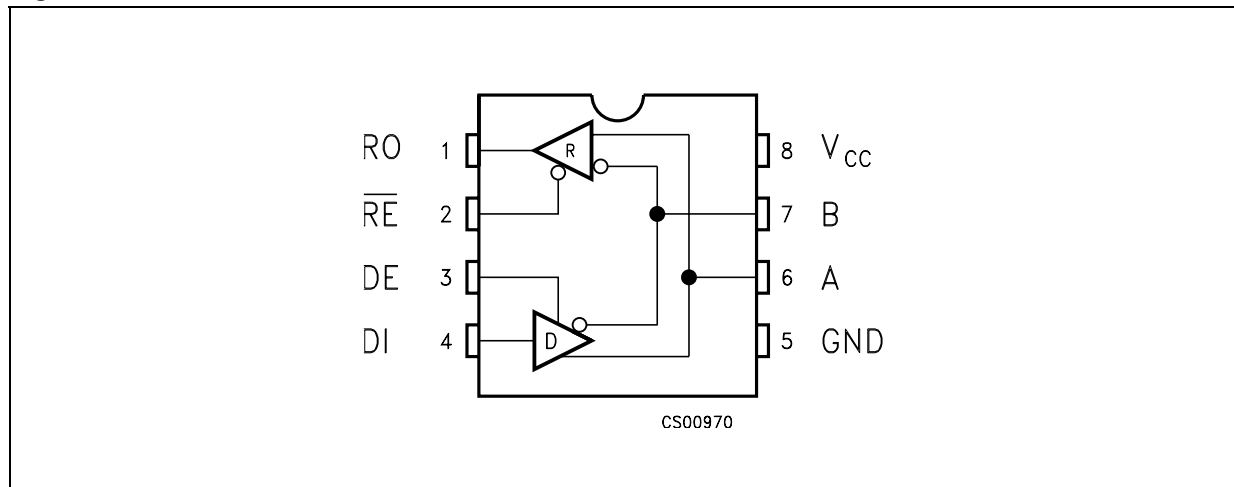 RO 1 R 8 VCC
RE 2 7 B
DE 3 6 A
DI 4 D 5 GND
CS00970